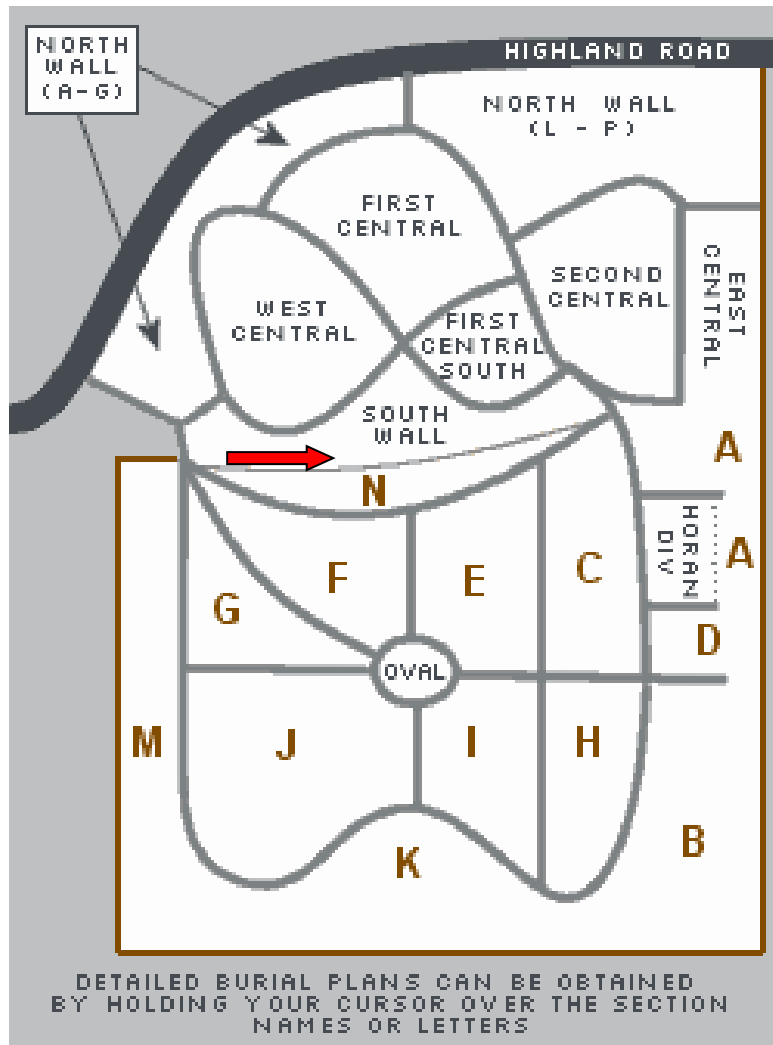 HIGHLAND ROAD
NORTH
WALL
(A-G)
NORTH WALL
(L - P)
FIRST
CENTRAL
SECOND
CENTRAL
EAST
CENTRAL
WEST
CENTRAL
FIRST
CENTRAL
SOUTH
SOUTH
WALL
A
N
HORAN
DIV
A
F
E
C
G
D
OVAL
M
J
I
H
B
K
DETAILED BURIAL PLANS CAN BE OBTAINED
BY HOLDING YOUR CURSOR OVER THE SECTION
NAMES OR LETTERS